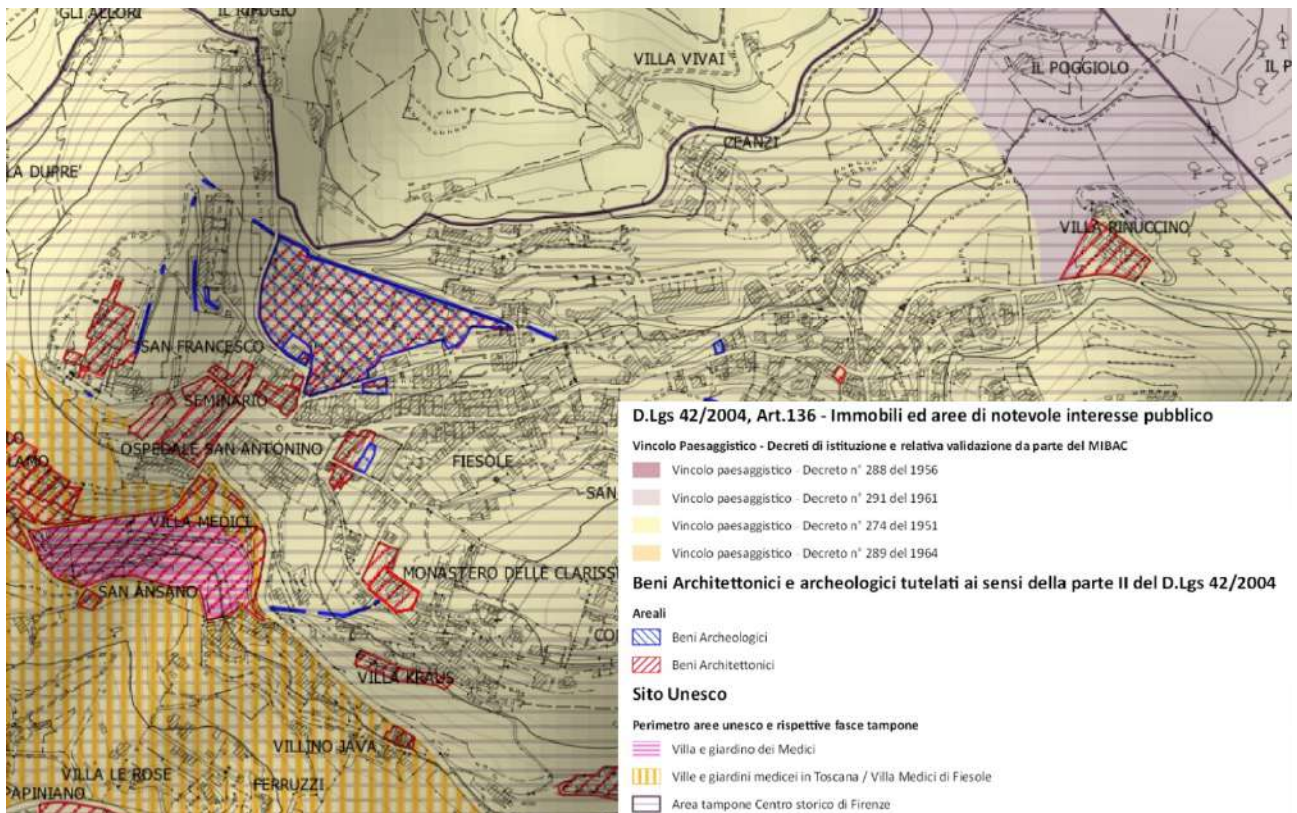 GLI ALLORI
IL RIFUGIO
VILLA VIVAI
IL POGGIOLO
IL P
LA DUPRE'
VILLA RINUCCINO
SAN FRANCESCO
SEMINARIO
OSPEDALE SAN ANTONINO
FIESOLE
SAN
LAMO
VILLA MEDICI
MONASTERO DELLE CLARISS
SAN ANSANO
VILLA KRAUS
VILLINO JAVA
VILLA LE ROSE
FERRUZZI
PAPINIANO
D.Lgs 42/2004, Art.136 - Immobili ed aree di notevole interesse pubblico
Vincolo Paesaggistico - Decreti di istituzione e relativa validazione da parte del MIBAC
Vincolo paesaggistico - Decreto n° 288 del 1956
Vincolo paesaggistico - Decreto n° 291 del 1961
Vincolo paesaggistico - Decreto n° 274 del 1951
Vincolo paesaggistico - Decreto n° 289 del 1964
Beni Architettonici e archeologici tutelati ai sensi della parte II del D.Lgs 42/2004
Areali
Beni Archeologici
Beni Architettonici
Sito Unesco
Perimetro aree unesco e rispettive fasce tampone
Villa e giardino dei Medici
Ville e giardini medicei in Toscana / Villa Medici di Fiesole
Area tampone Centro storico di Firenze